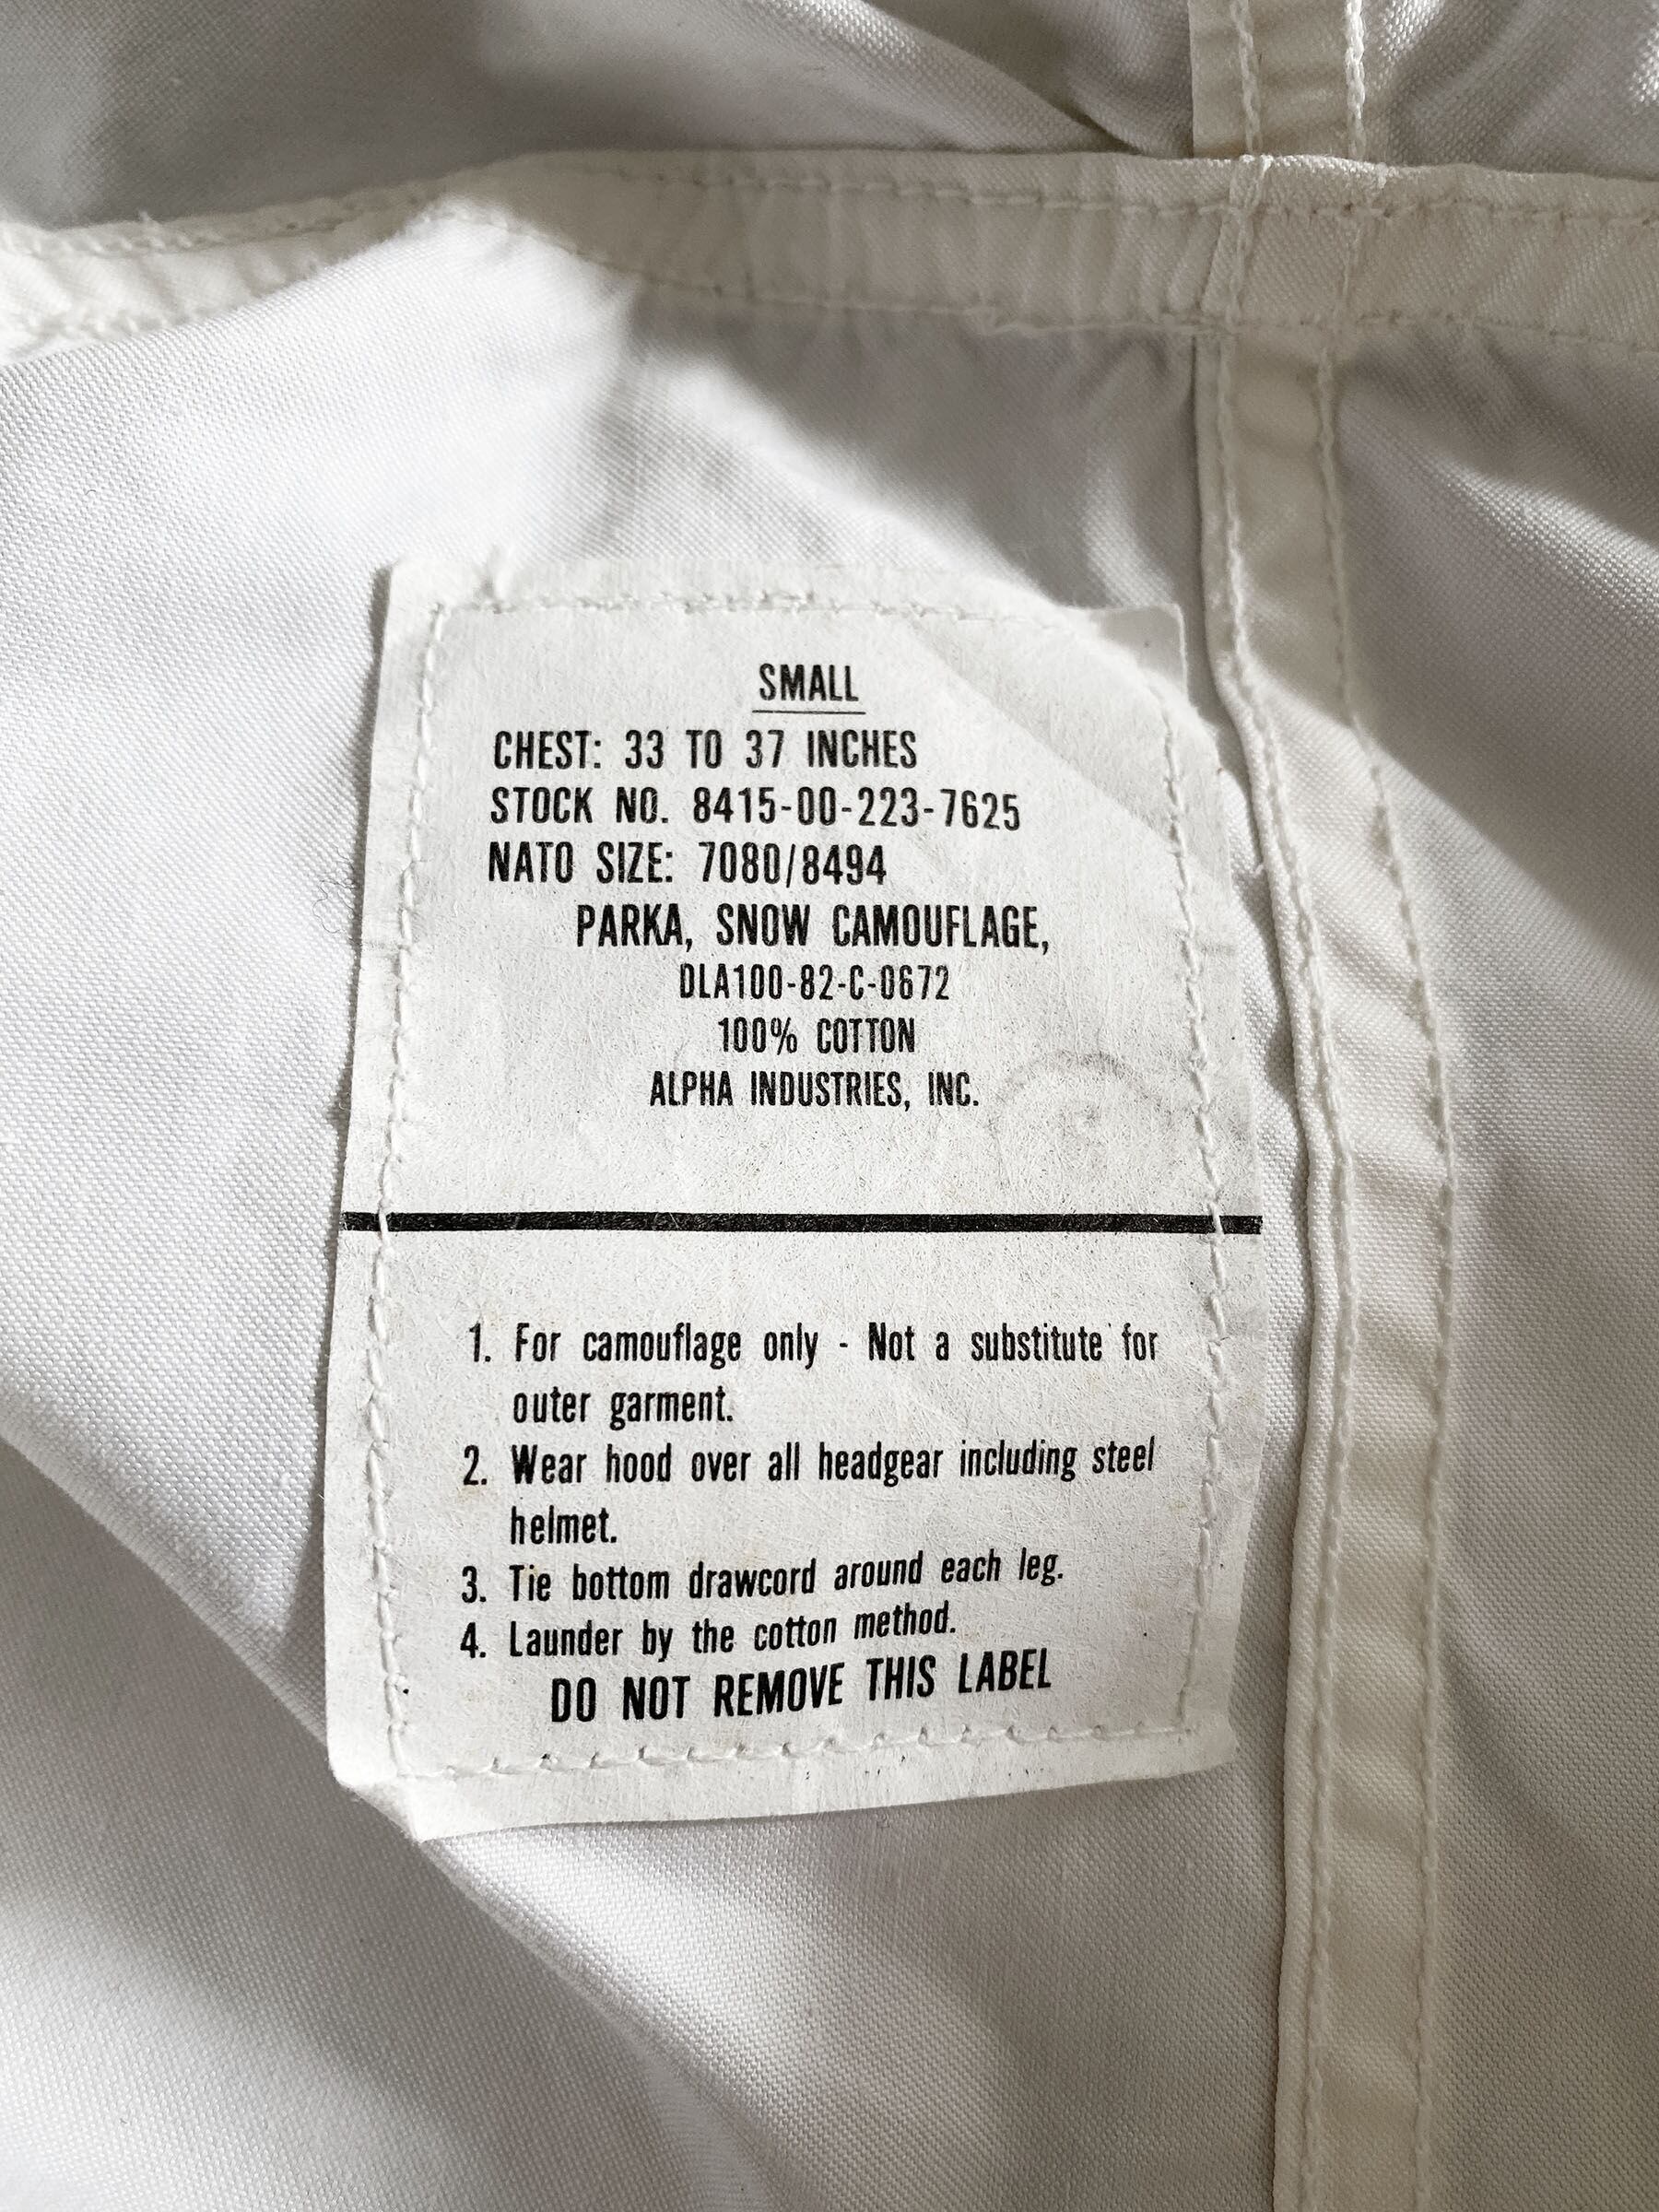 SMALL
CHEST: 33 TO 37 INCHES
STOCK NO. 8415-00-223-7625
NATO SIZE: 7080/8494
PARKA, SNOW CAMOUFLAGE,
DLA100-82-C-0672
100% COTTON
ALPHA INDUSTRIES, INC.
1. For camouflage only - Not a substitute for
outer garment.
2. Wear hood over all headgear including steel
helmet.
3. Tie bottom drawcord around each leg.
4. Launder by the cotton method.
DO NOT REMOVE THIS LABEL